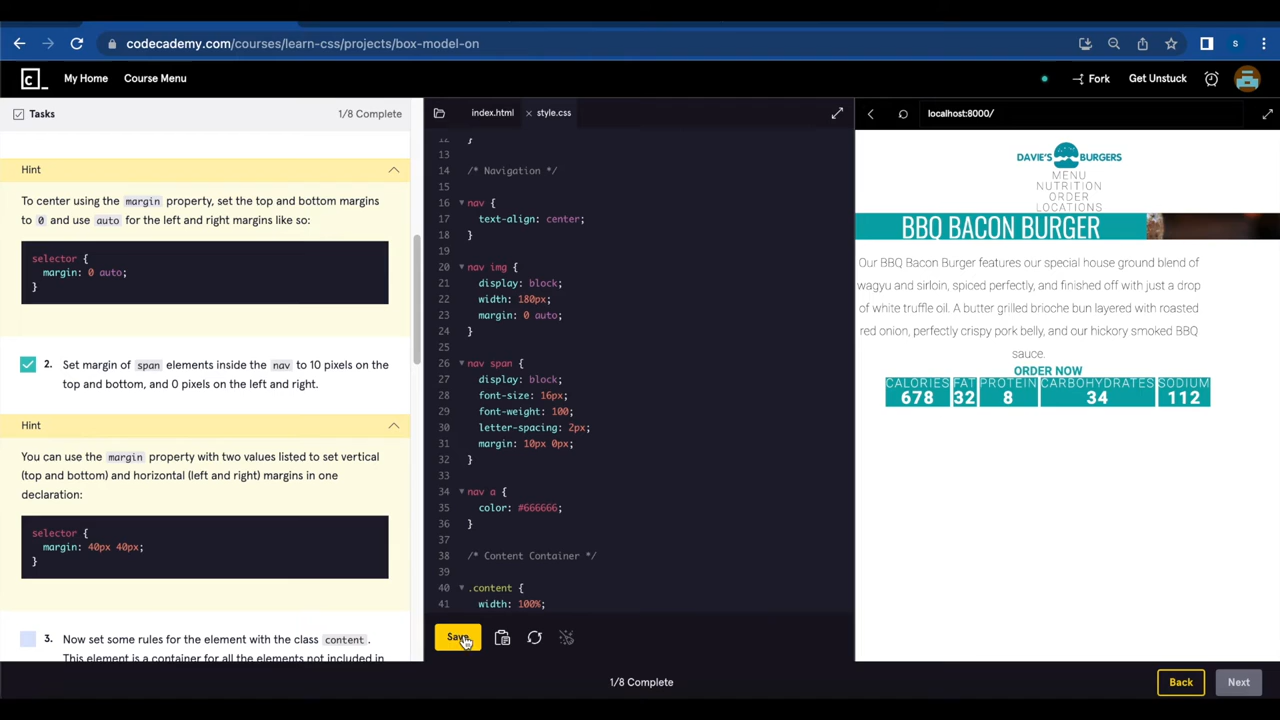 codecademy.com/courses/learn-css/projects/box-model-on
S
C_
My Home
Course Menu
Fork
Get Unstuck
Tasks
1/8 Complete
Hint
To center using the margin property, set the top and bottom margins
to 0 and use auto for the left and right margins like so:
selector {
margin: 0 auto;
}
2. Set margin of span elements inside the nav to 10 pixels on the
top and bottom, and 0 pixels on the left and right.
Hint
You can use the margin property with two values listed to set vertical
(top and bottom) and horizontal (left and right) margins in one
declaration:
selector {
margin: 40px 40px;
}
3. Now set some rules for the element with the class content.
This element is a container for all the elements not included in
index.html
× style.css
12 }
13
14 /* Navigation */
15
16 nav {
17 text-align: center;
18 }
19
20 nav img {
21 display: block;
22 width: 180px;
23 margin: 0 auto;
24 }
25
26 nav span {
27 display: block;
28 font-size: 16px;
29 font-weight: 100;
30 letter-spacing: 2px;
31 margin: 10px 0px;
32 }
33
34 nav a {
35 color: #666666;
36 }
37
38 /* Content Container */
39
40 .content {
41 width: 100%;
Save
localhost:8000/
DAVIE'S BURGERS
MENU
NUTRITION
ORDER
LOCATIONS
BBQ BACON BURGER
Our BBQ Bacon Burger features our special house ground blend of
wagyu and sirloin, spiced perfectly, and finished off with just a drop
of white truffle oil. A butter grilled brioche bun layered with roasted
red onion, perfectly crispy pork belly, and our hickory smoked BBQ
sauce.
ORDER NOW
CALORIES FAT PROTEIN CARBOHYDRATES SODIUM
678 32 8 34 112
1/8 Complete
Back
Next